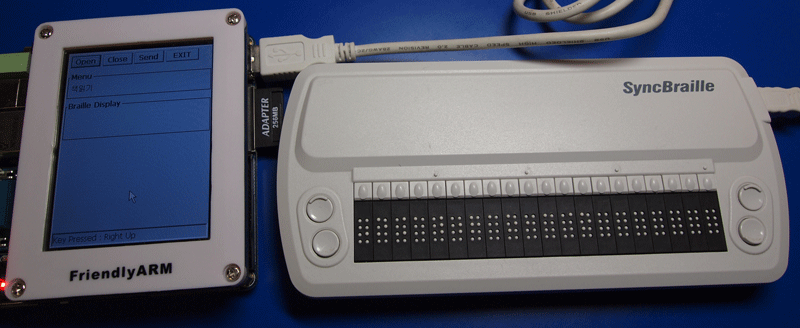 Open Close Send EXIT
Menu
책읽기
Braille Display
Key Pressed : Right Up
FriendlyARM
ADAPTER
256MB
SyncBraille